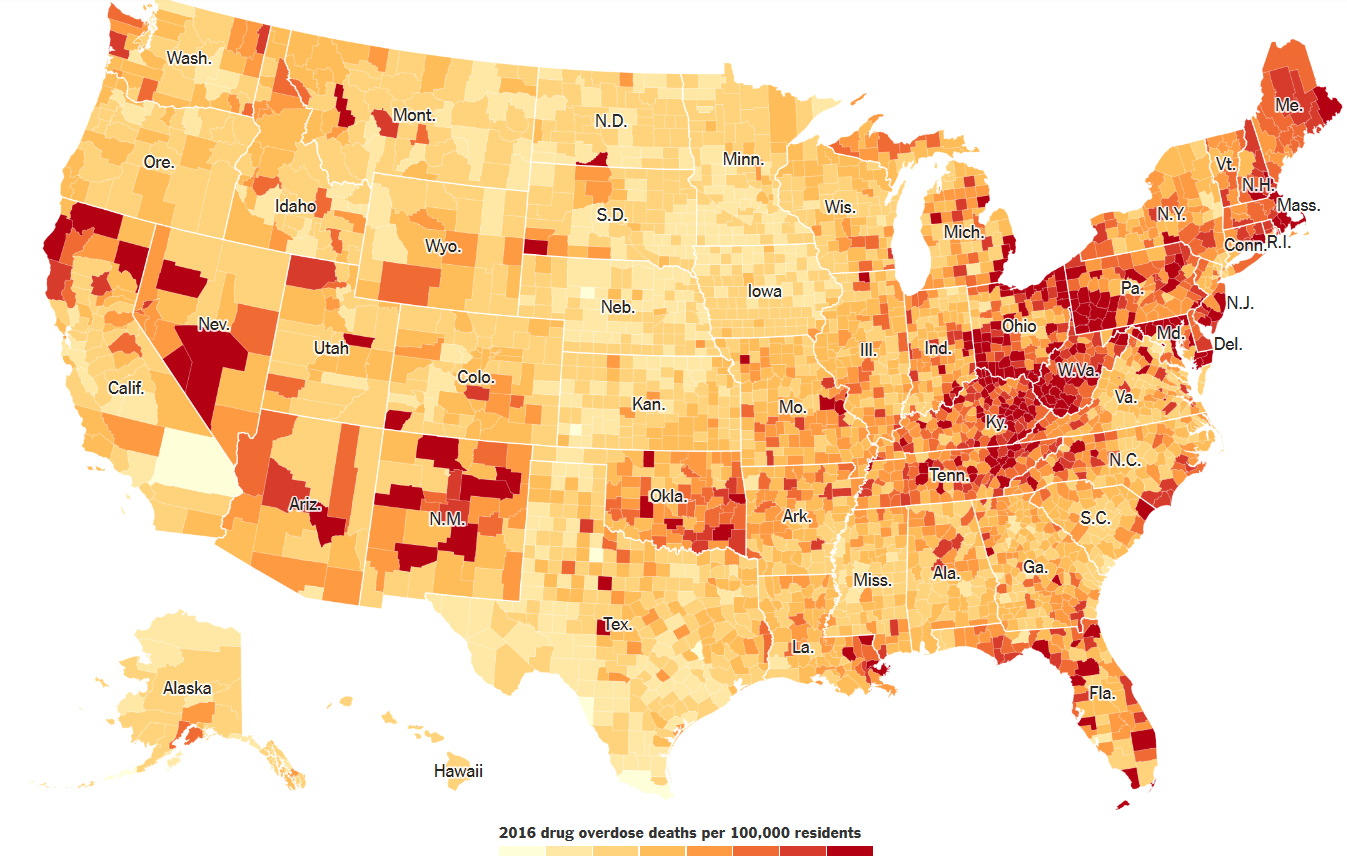 Wash.
Mont.
N.D.
Minn.
Me.
Ore.
Idaho
S.D.
Wis.
Mich.
Vt.
N.H.
N.Y.
Mass.
Conn.
R.I.
Wyo.
Neb.
Iowa
Pa.
N.J.
Nev.
Utah
Colo.
Ill.
Ind.
Ohio
Md.
Del.
W.Va.
Calif.
Kan.
Mo.
Ky.
Va.
Ariz.
N.M.
Okla.
Ark.
Tenn.
N.C.
S.C.
Miss.
Ala.
Ga.
Tex.
La.
Fla.
Alaska
Hawaii
2016 drug overdose deaths per 100,000 residents